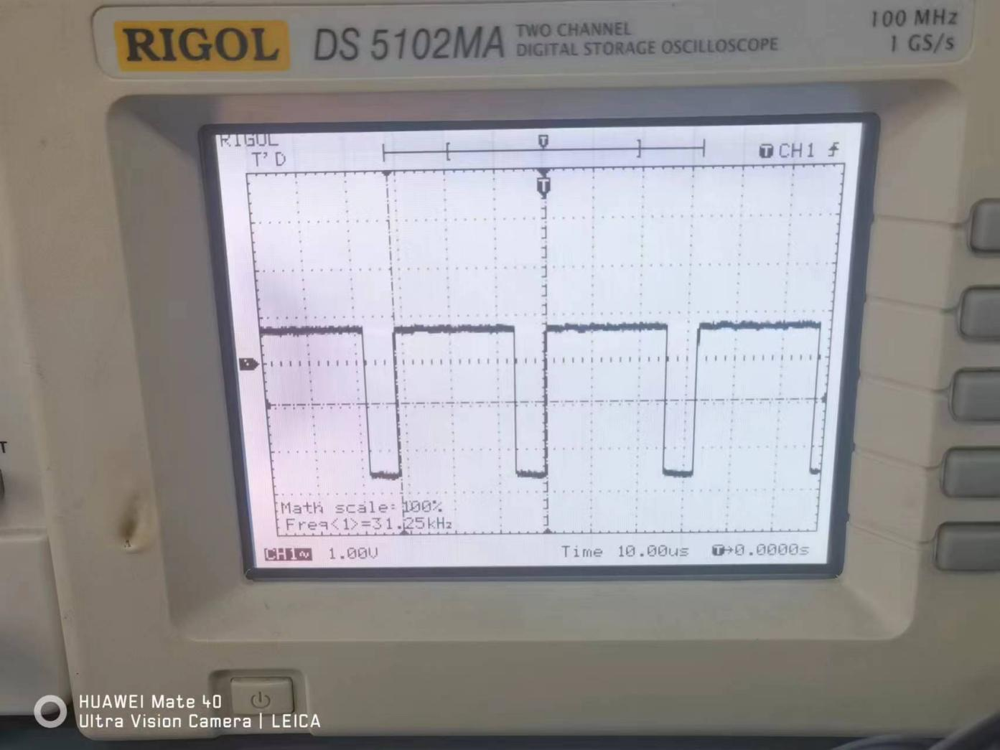 RIGOL DS 5102MA TWO CHANNEL
DIGITAL STORAGE OSCILLOSCOPE
100 MHz
1 GS/s
RIGOL
T'D
T
T CH1
T
Math scale: 100%
Freq<1>=31.25kHz
CH1 1.00V Time 10.00us T→0.0000s
T
A
HUAWEI Mate 40
Ultra Vision Camera | LEICA